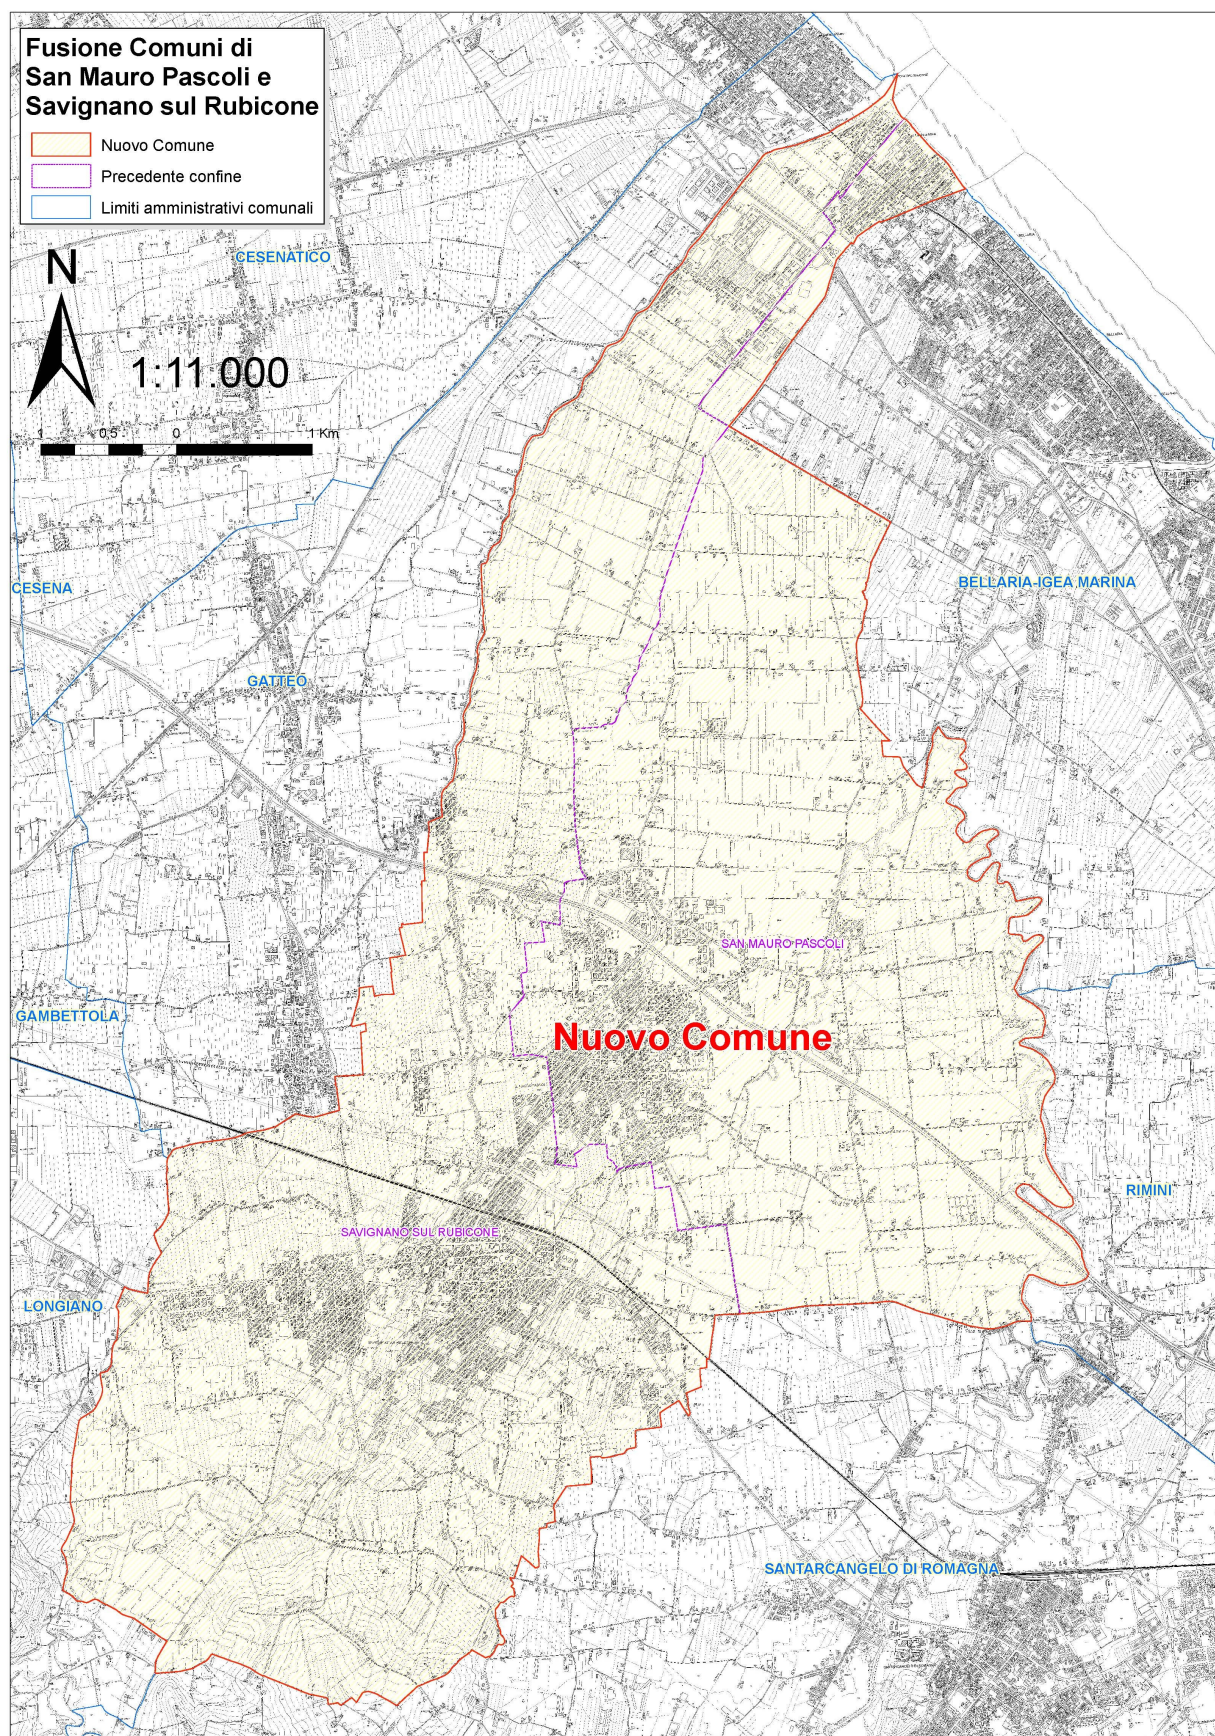 Fusione Comuni di
San Mauro Pascoli e
Savignano sul Rubicone
Nuovo Comune
Precedente confine
Limiti amministrativi comunali
CESENATICO
N
1:11.000
1 0,5 0 1 Km
CESENA
BELLARIA-IGEA MARINA
GATTEO
SAN MAURO PASCOLI
GAMBETTOLA
Nuovo Comune
RIMINI
SAVIGNANO SUL RUBICONE
LONGIANO
SANTARCANGELO DI ROMAGNA